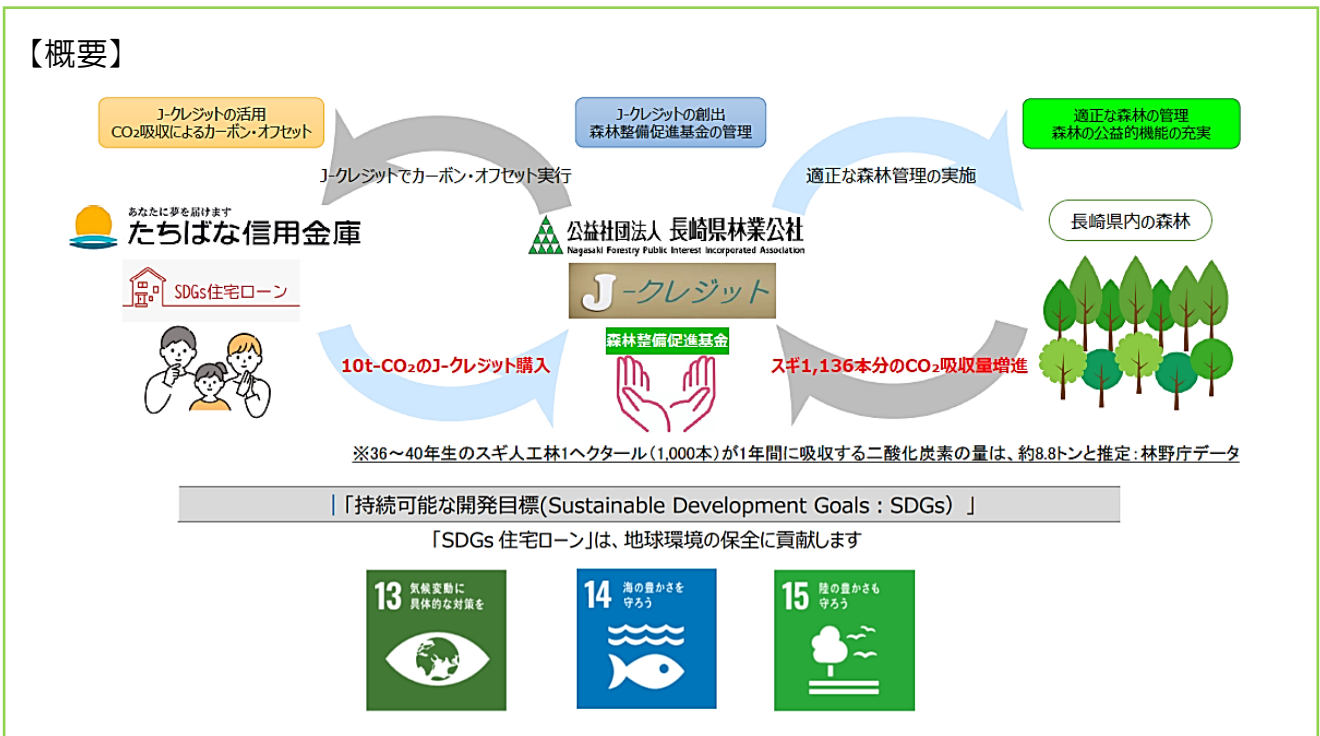 【概要】
J-クレジットの活用
CO₂吸収によるカーボン・オフセット
J-クレジットの創出
森林整備促進基金の管理
適正な森林の管理
森林の公益的機能の充実
J-クレジットでカーボン・オフセット実行
適正な森林管理の実施
あなたに夢を届けます
たちばな信用金庫
公益社団法人 長崎県林業公社
Nagasaki Forestry Public Interest Incorporated Association
長崎県内の森林
SDGs住宅ローン
J-クレジット
森林整備促進基金
10t-CO₂のJ-クレジット購入
スギ1,136本分のCO₂吸収量増進
※36～40年生のスギ人工林1ヘクタール（1,000本）が1年間に吸収する二酸化炭素の量は、約8.8トンと推定：林野庁データ
「持続可能な開発目標(Sustainable Development Goals：SDGs）」
「SDGs 住宅ローン」は、地球環境の保全に貢献します
13 気候変動に
具体的な対策を
14 海の豊かさを
守ろう
15 陸の豊かさも
守ろう